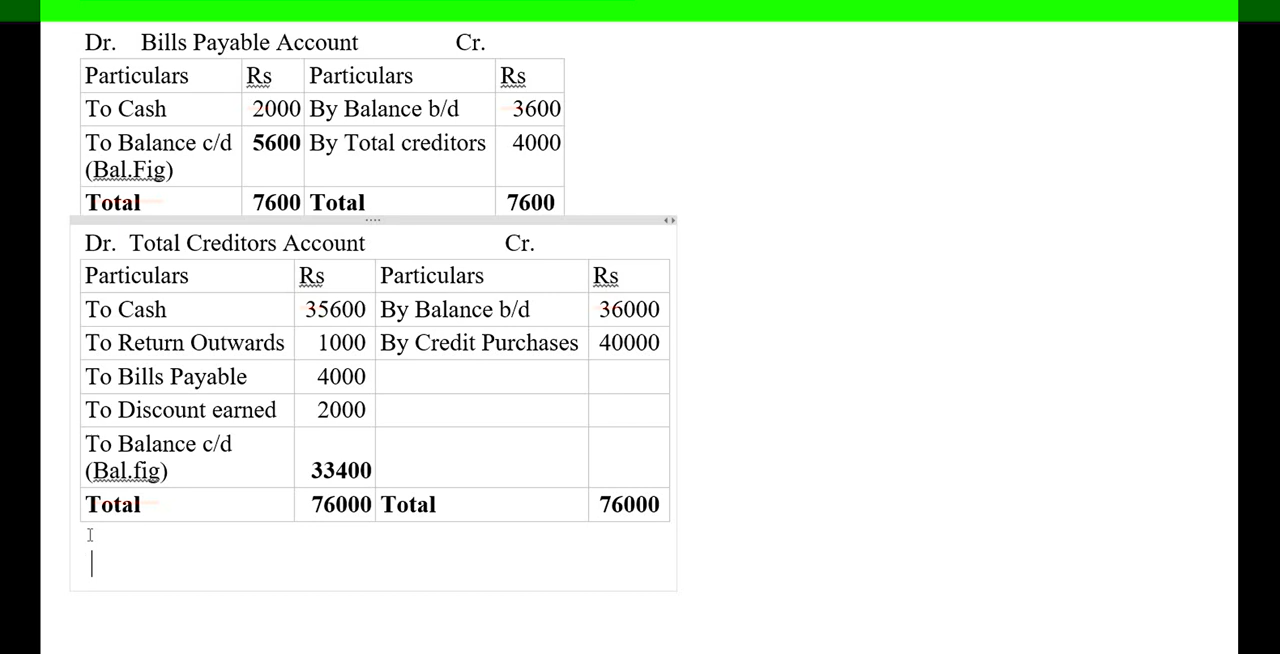 Dr. Bills Payable Account Cr.
Particulars Rs Particulars Rs
To Cash 2000 By Balance b/d 3600
To Balance c/d 5600 By Total creditors 4000
(Bal.Fig)
Total 7600 Total 7600
Dr. Total Creditors Account Cr.
Particulars Rs Particulars Rs
To Cash 35600 By Balance b/d 36000
To Return Outwards 1000 By Credit Purchases 40000
To Bills Payable 4000
To Discount earned 2000
To Balance c/d
(Bal.fig) 33400
Total 76000 Total 76000